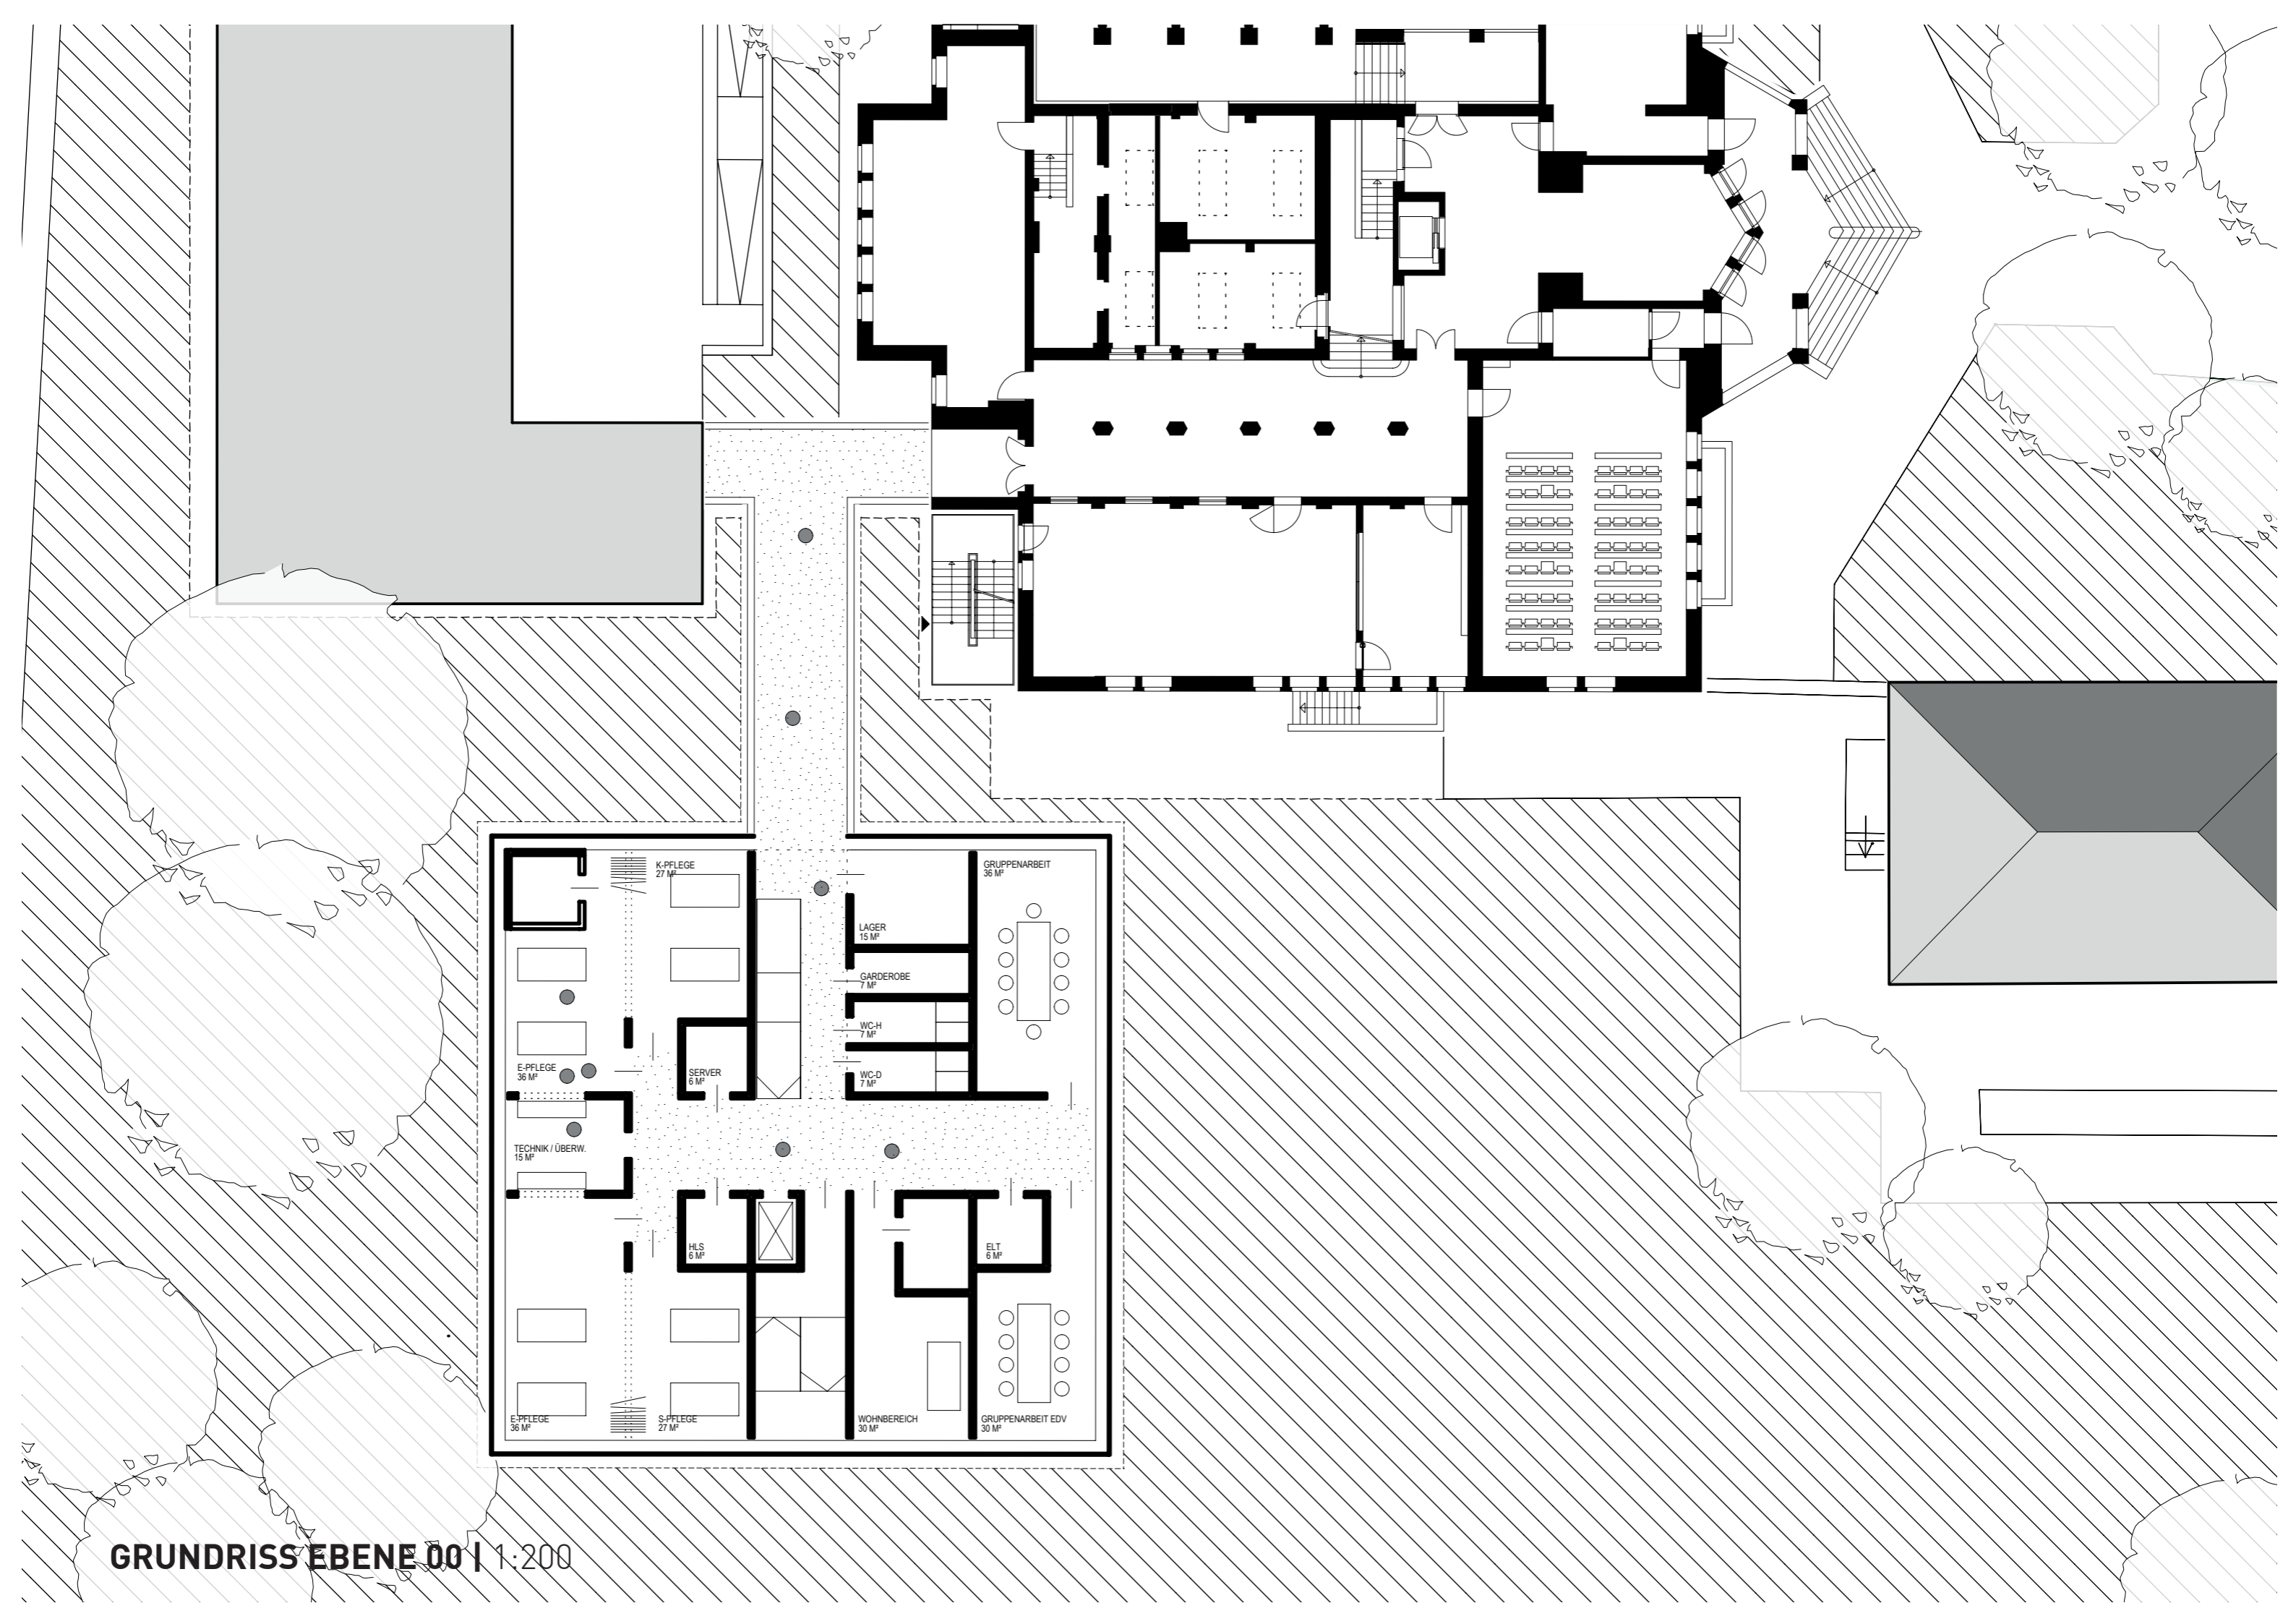 K-PFLEGE
27 M²
GRUPPENARBEIT
36 M²
LAGER
15 M²
GARDEROBE
7 M²
WC-H
7 M²
E-PFLEGE
36 M²
SERVER
6 M²
WC-D
7 M²
TECHNIK / ÜBERW.
15 M²
HLS
6 M²
ELT
6 M²
E-PFLEGE
36 M²
S-PFLEGE
27 M²
WOHNBEREICH
30 M²
GRUPPENARBEIT EDV
30 M²
GRUNDRISS EBENE 00 | 1:200